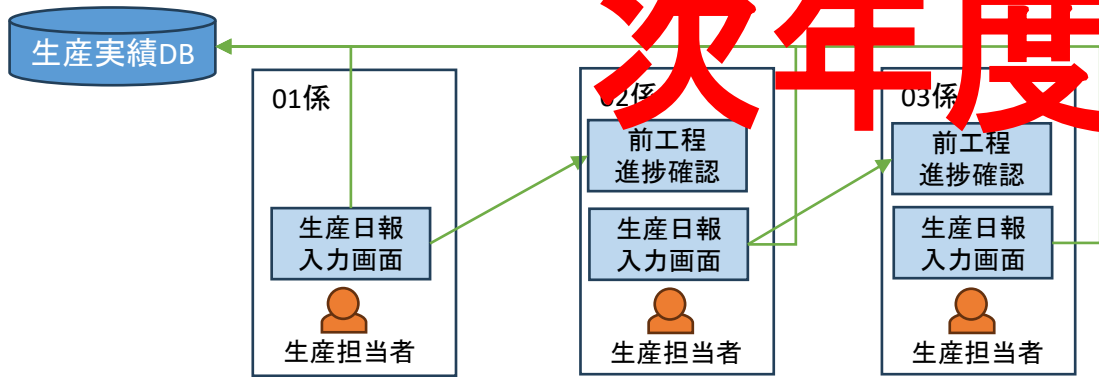 次年度
生産実績DB
01係
02係
03係
前工程
進捗確認
前工程
進捗確認
生産日報
入力画面
生産日報
入力画面
生産日報
入力画面
生産担当者
生産担当者
生産担当者